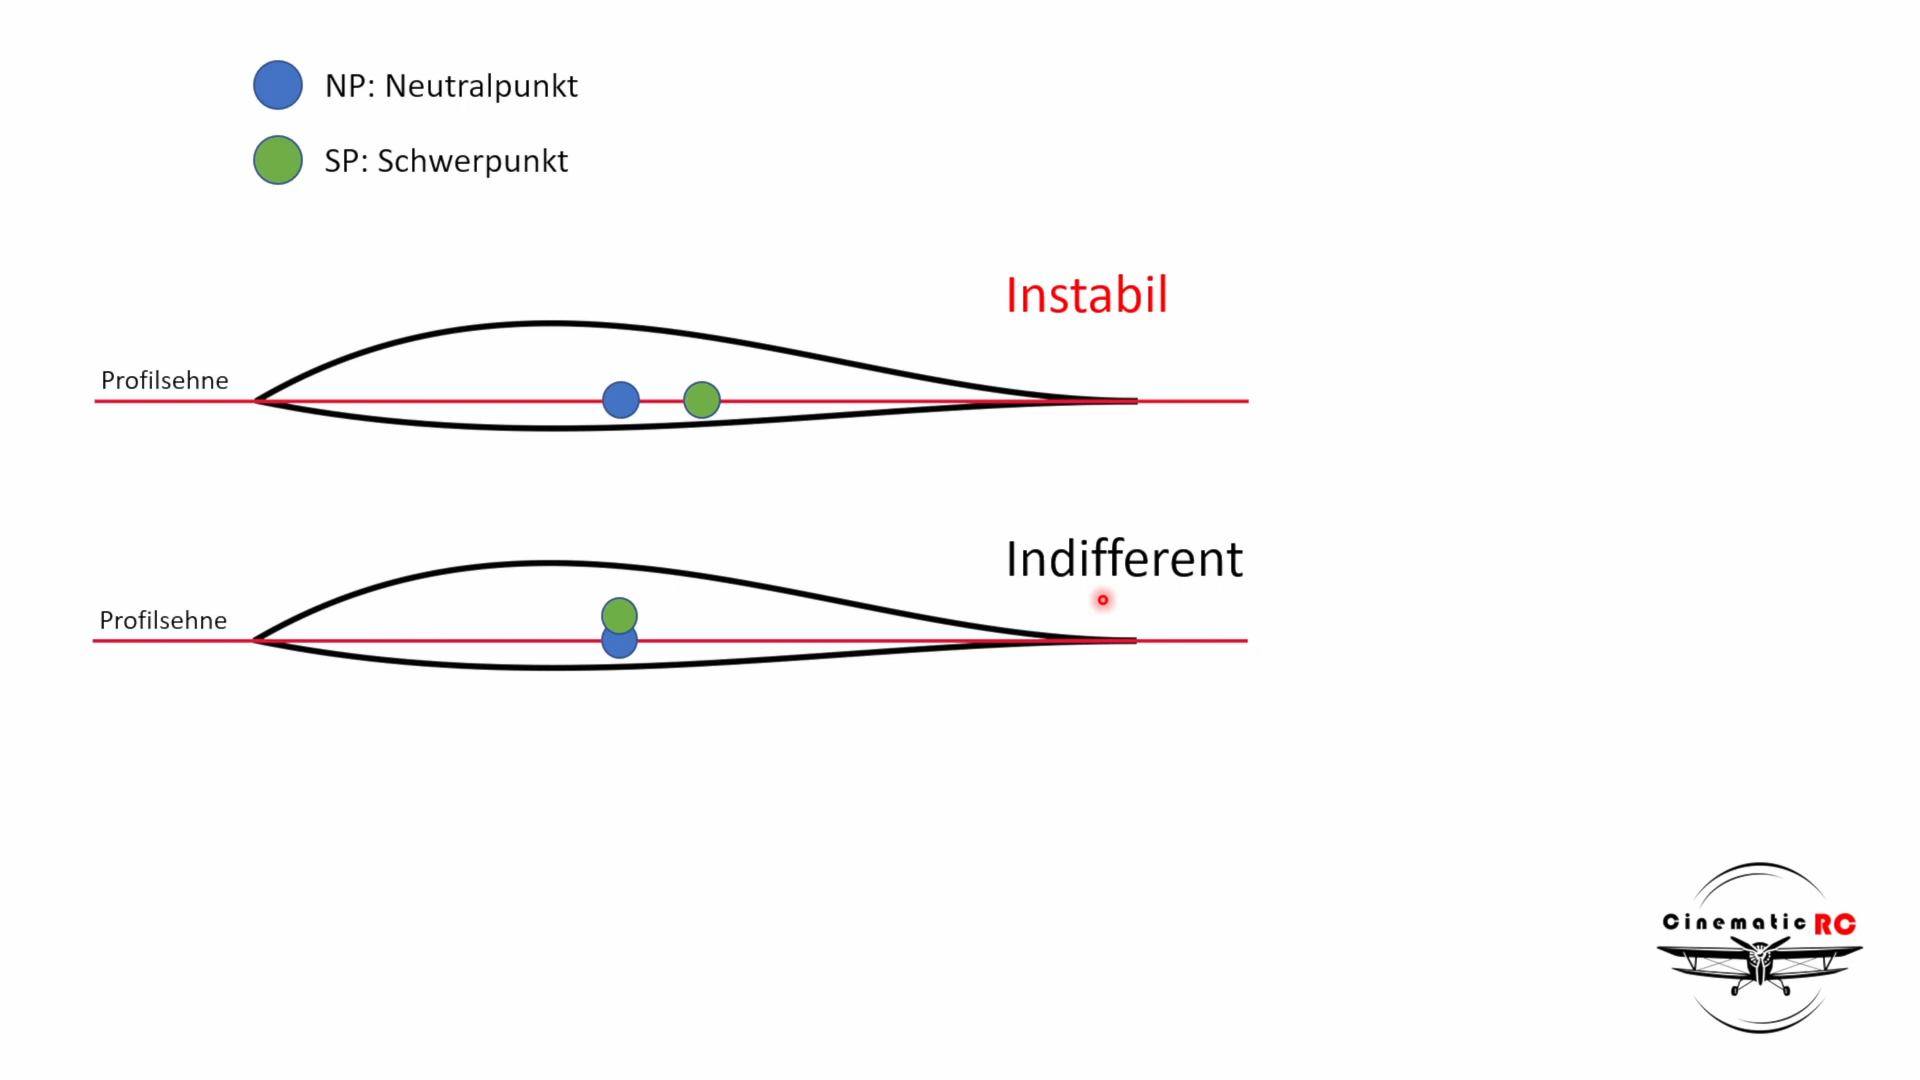 NP: Neutralpunkt
SP: Schwerpunkt
Instabil
Profilsehne
Indifferent
Profilsehne
Cinematic RC